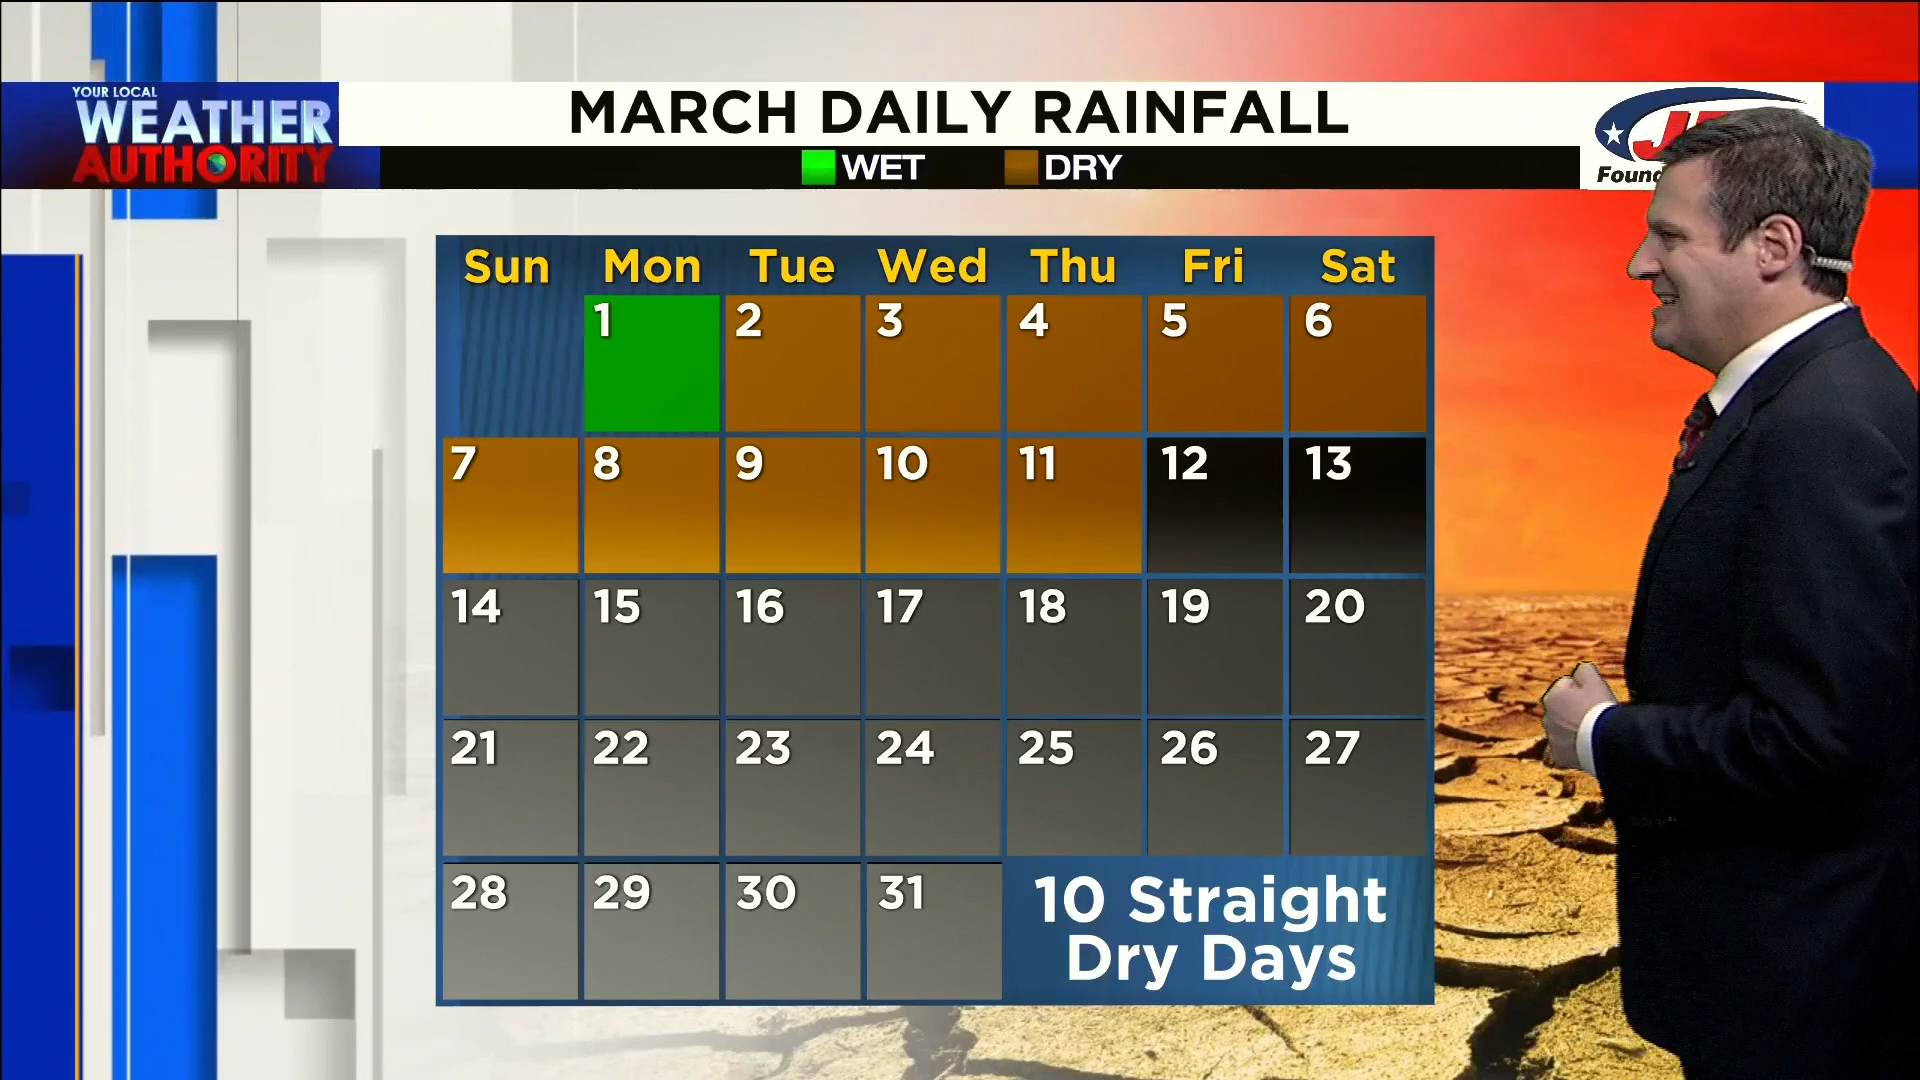 YOUR LOCAL
WEATHER
AUTHORITY
MARCH DAILY RAINFALL
WET DRY
Sun Mon Tue Wed Thu Fri Sat
1 2 3 4 5 6
7 8 9 10 11 12 13
14 15 16 17 18 19 20
21 22 23 24 25 26 27
28 29 30 31
10 Straight
Dry Days